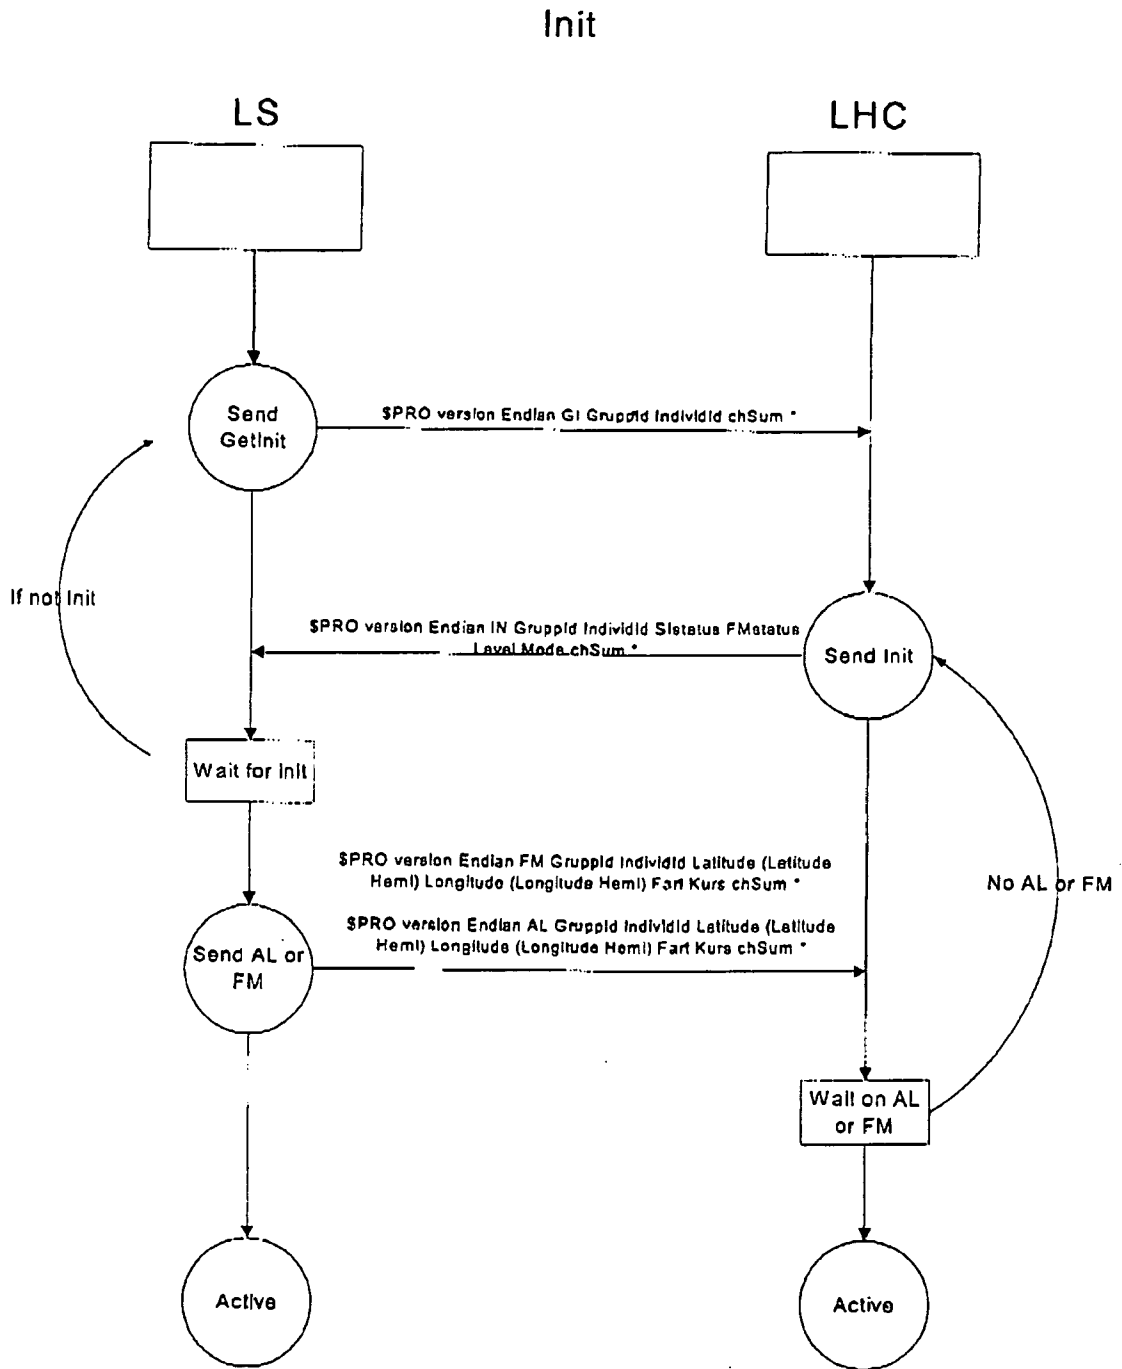 Init
LS
LHC
Send
GetInit
$PRO version Endian GI GruppId IndividId chSum *
If not Init
$PRO version Endian IN GruppId IndividId SIstatus FMstatus
Level Mode chSum *
Send Init
Wait for Init
$PRO version Endian FM GruppId IndividId Latitude (Latitude
Hemi) Longitude (Longitude Hemi) Fart Kurs chSum *
No AL or FM
$PRO version Endian AL GruppId IndividId Latitude (Latitude
Hemi) Longitude (Longitude Hemi) Fart Kurs chSum *
Send AL or
FM
Wait on AL
or FM
Active
Active